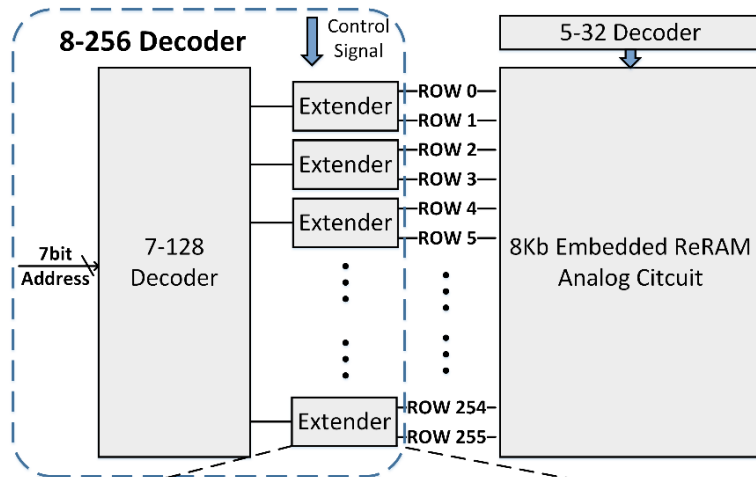 8-256 Decoder
Control
Signal
5-32 Decoder
7bit
Address
7-128
Decoder
Extender
ROW 0
ROW 1
Extender
ROW 2
ROW 3
Extender
ROW 4
ROW 5
Extender
ROW 254
ROW 255
8Kb Embedded ReRAM
Analog Citcuit